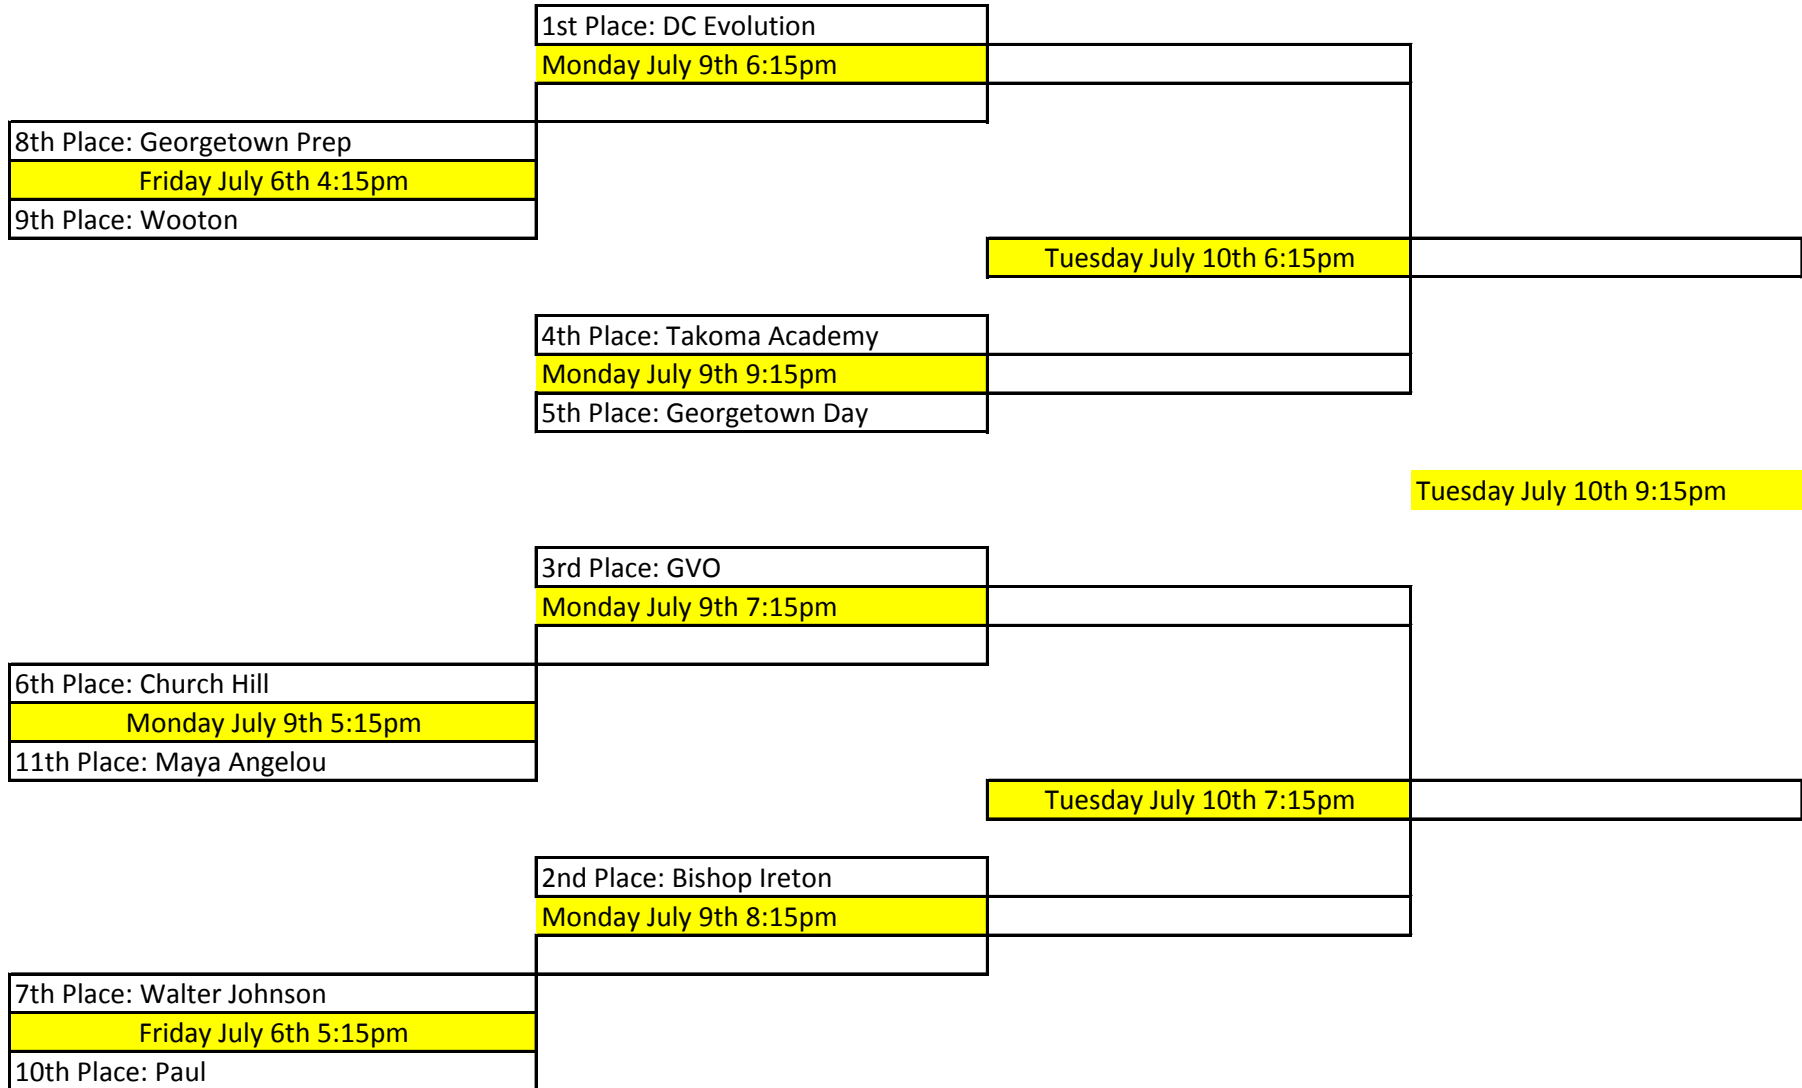 1st Place: DC Evolution
Monday July 9th 6:15pm
8th Place: Georgetown Prep
Friday July 6th 4:15pm
9th Place: Wooton
Tuesday July 10th 6:15pm
4th Place: Takoma Academy
Monday July 9th 9:15pm
5th Place: Georgetown Day
Tuesday July 10th 9:15pm
3rd Place: GVO
Monday July 9th 7:15pm
6th Place: Church Hill
Monday July 9th 5:15pm
11th Place: Maya Angelou
Tuesday July 10th 7:15pm
2nd Place: Bishop Ireton
Monday July 9th 8:15pm
7th Place: Walter Johnson
Friday July 6th 5:15pm
10th Place: Paul